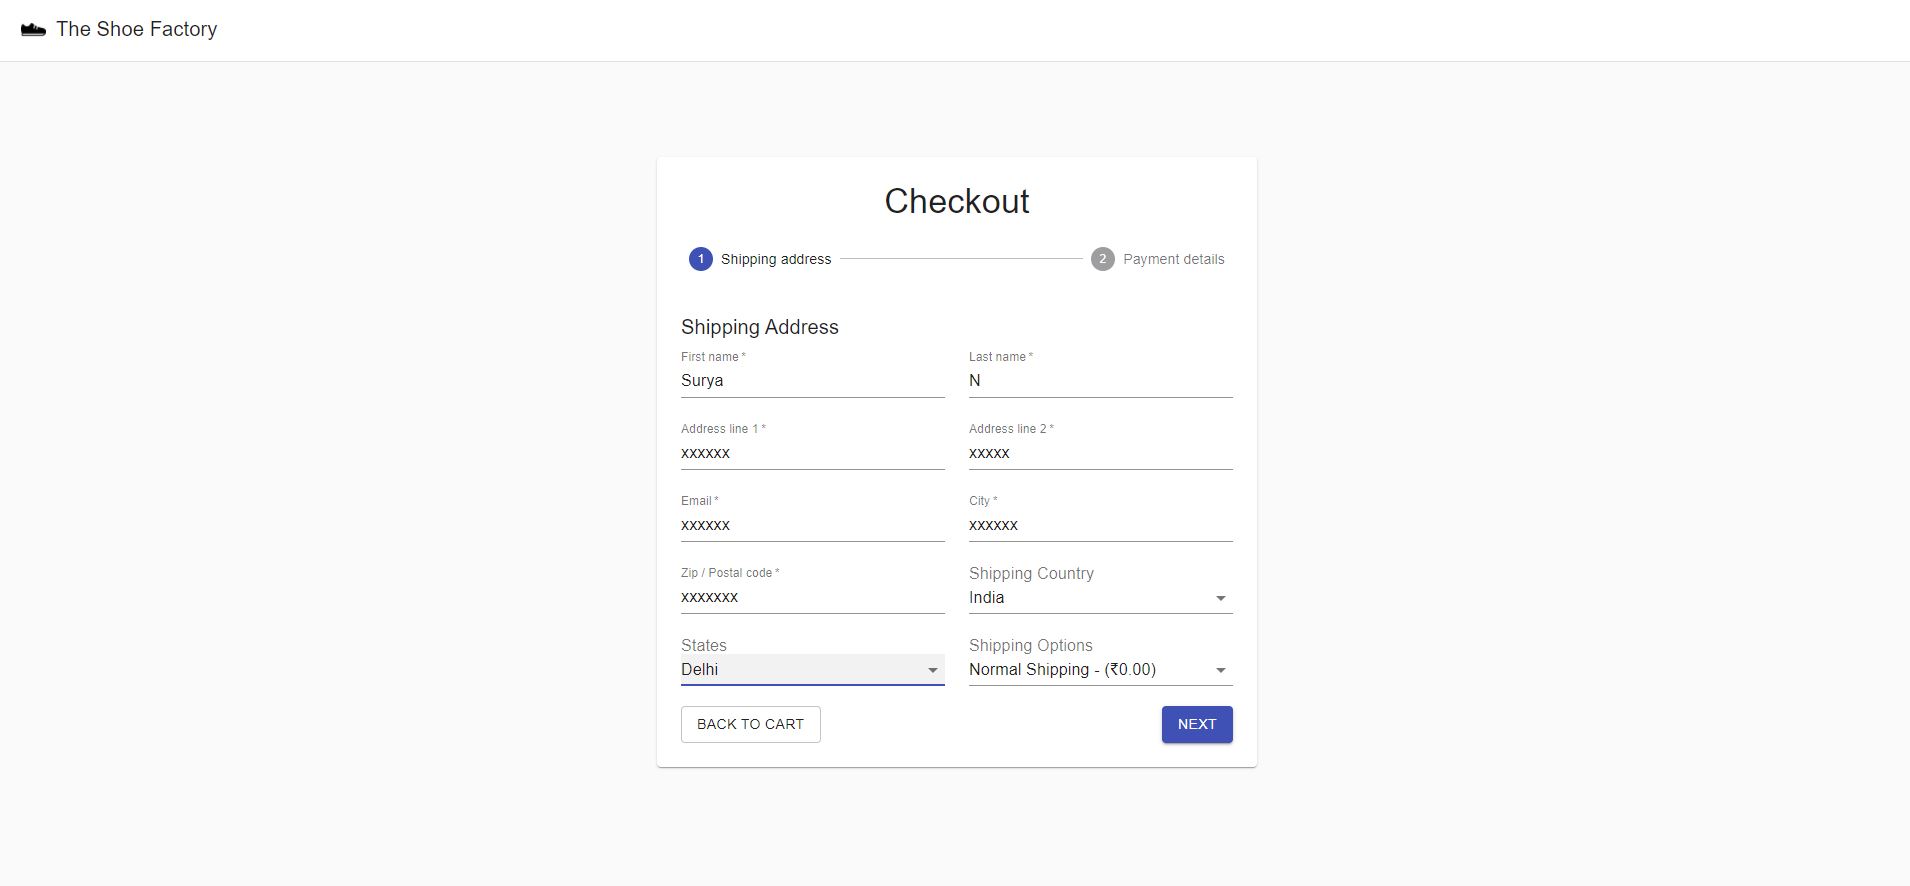 The Shoe Factory
Checkout
1 Shipping address 2 Payment details
Shipping Address
First name * Last name *
Surya N
Address line 1 * Address line 2 *
xxxxxx xxxxx
Email * City *
xxxxxx xxxxxx
Zip / Postal code * Shipping Country
xxxxxxx India
States Shipping Options
Delhi Normal Shipping - (₹0.00)
BACK TO CART NEXT